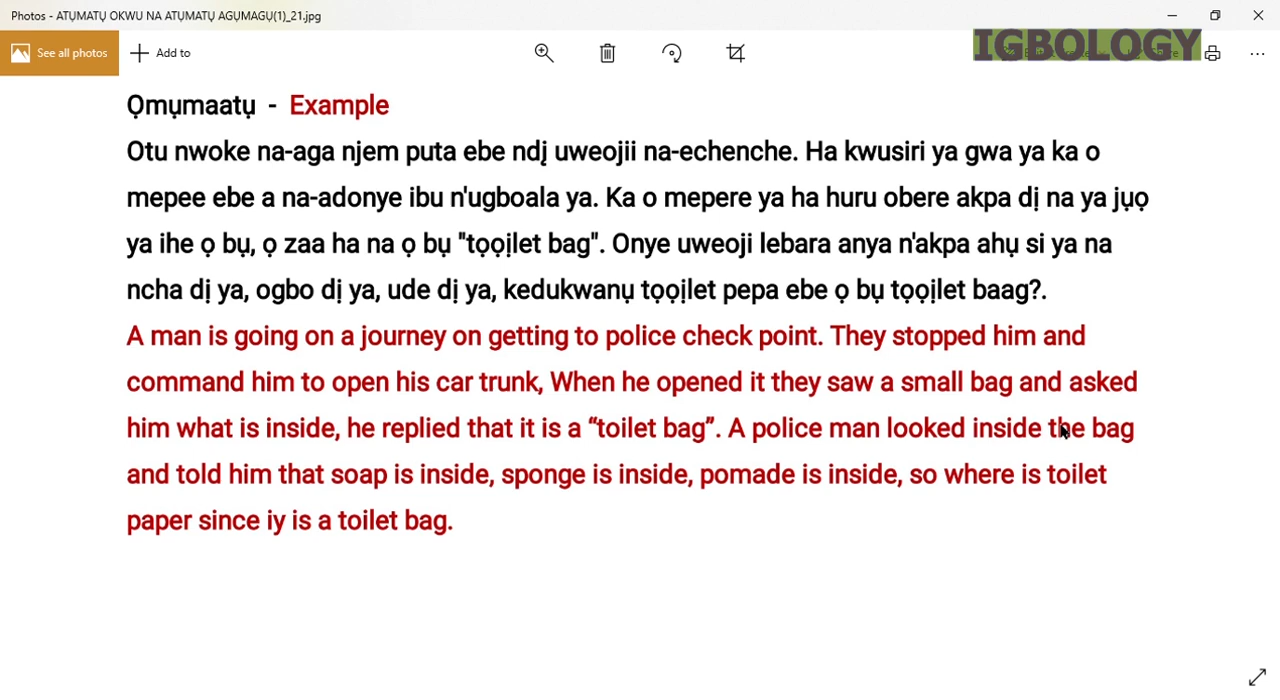 Photos - ATỤMATỤ OKWU NA ATỤMATỤ AGỤMAGỤ(1)_21.jpg
See all photos
Add to
IGBOLOGY
Ọmụmaatụ - Example
Otu nwoke na-aga njem puta ebe ndị uweojii na-echenche. Ha kwusiri ya gwa ya ka o
mepee ebe a na-adonye ibu n'ugboala ya. Ka o mepere ya ha huru obere akpa dị na ya jụọ
ya ihe ọ bụ, ọ zaa ha na ọ bụ "tọọịlet bag". Onye uweoji lebara anya n'akpa ahụ si ya na
ncha dị ya, ogbo dị ya, ude dị ya, kedukwanụ tọọịlet pepa ebe ọ bụ tọọịlet baag?.
A man is going on a journey on getting to police check point. They stopped him and
command him to open his car trunk, When he opened it they saw a small bag and asked
him what is inside, he replied that it is a “toilet bag”. A police man looked inside the bag
and told him that soap is inside, sponge is inside, pomade is inside, so where is toilet
paper since iy is a toilet bag.